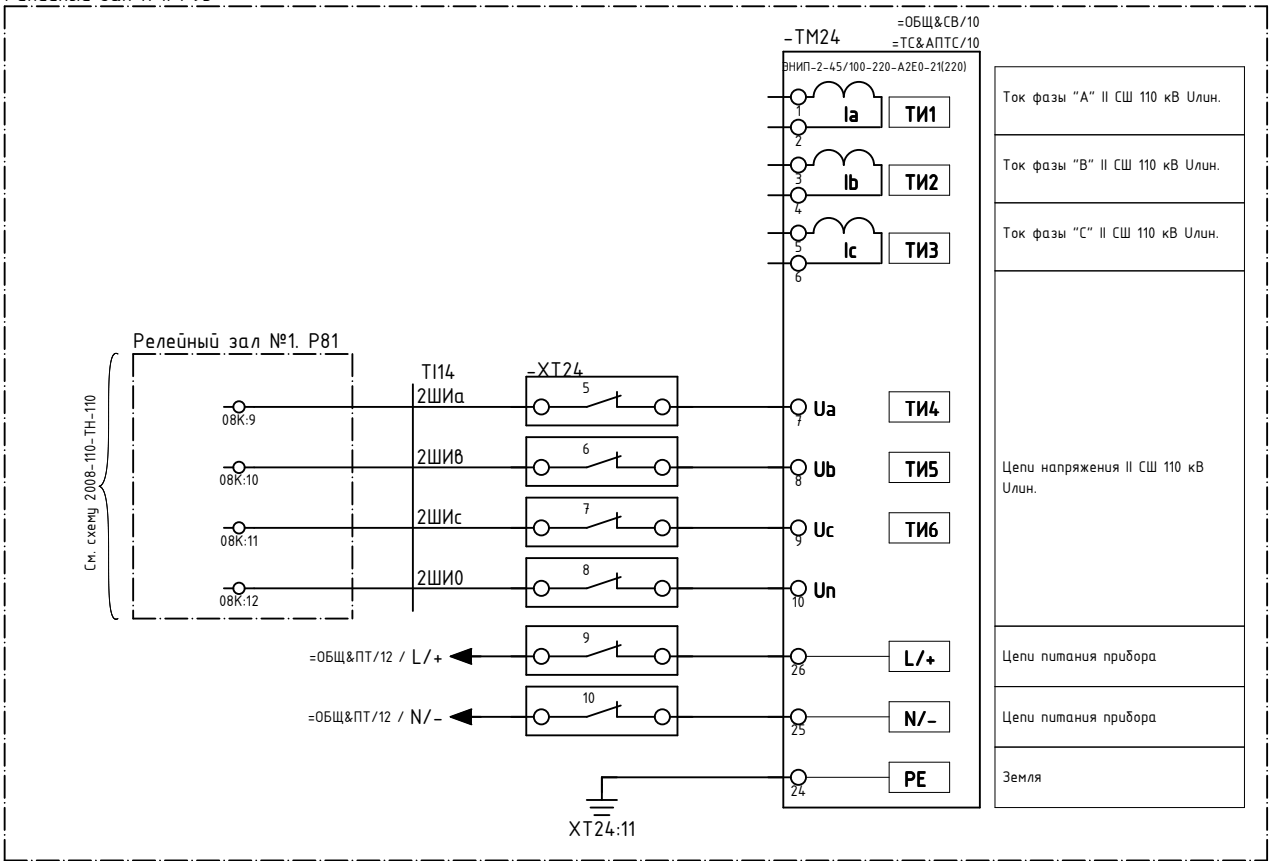 =ОБЩ&СВ/10
-ТМ24
=ТС&АПТС/10
ЭНИП-2-45/100-220-А2Е0-21(220)
1
Ia
ТИ1
2
Ток фазы "А" II СШ 110 кВ Uлин.
3
Ib
ТИ2
4
Ток фазы "В" II СШ 110 кВ Uлин.
5
Ic
ТИ3
6
Ток фазы "С" II СШ 110 кВ Uлин.
Релейный зал №1. Р81
TI14
-XT24
См. схему 2008-110-ТН-110
08К:9
2ШИа
5
7
Ua
ТИ4
08К:10
2ШИв
6
8
Ub
ТИ5
Цепи напряжения II СШ 110 кВ
Uлин.
08К:11
2ШИс
7
9
Uc
ТИ6
08К:12
2ШИ0
8
10
Un
=ОБЩ&ПТ/12 / L/+
9
26
L/+
Цепи питания прибора
=ОБЩ&ПТ/12 / N/-
10
25
N/-
Цепи питания прибора
24
PE
Земля
XT24:11